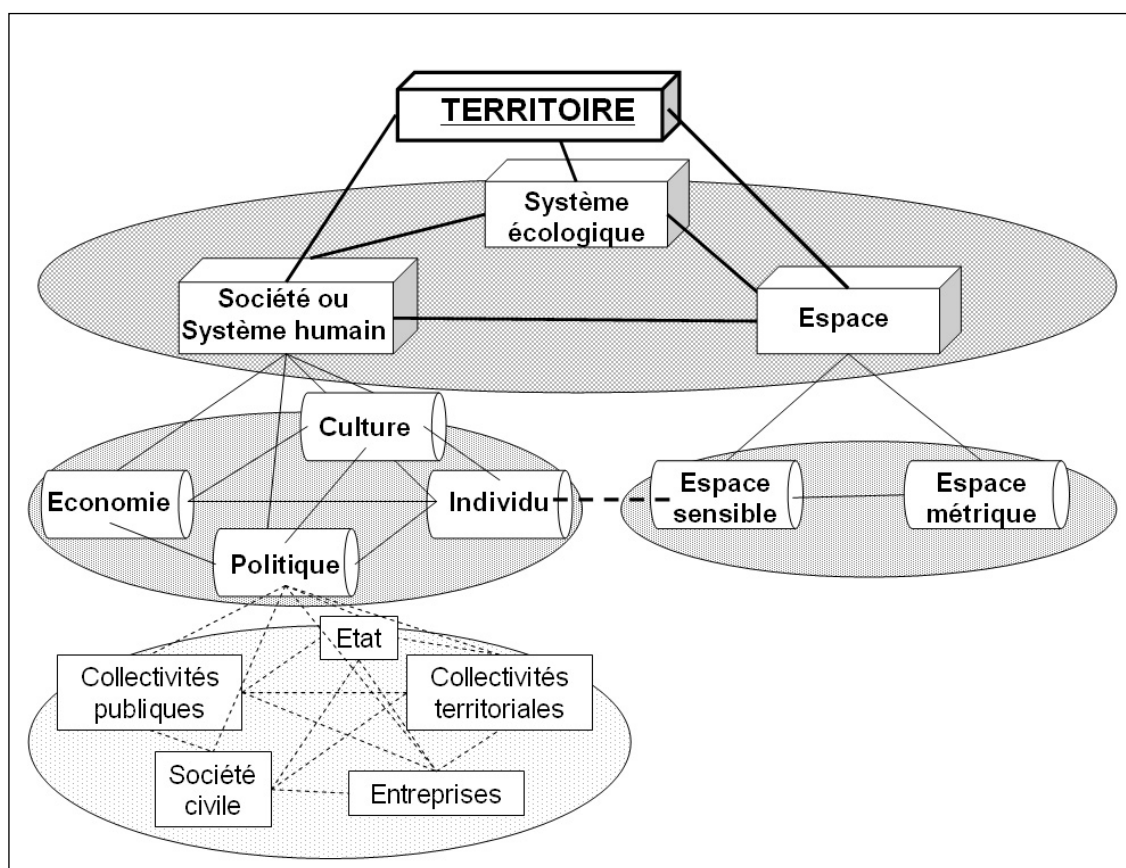 TERRITOIRE
Système
écologique
Société ou
Système humain
Espace
Culture
Economie
Individu
Espace
sensible
Espace
métrique
Politique
Etat
Collectivités
publiques
Collectivités
territoriales
Société
civile
Entreprises